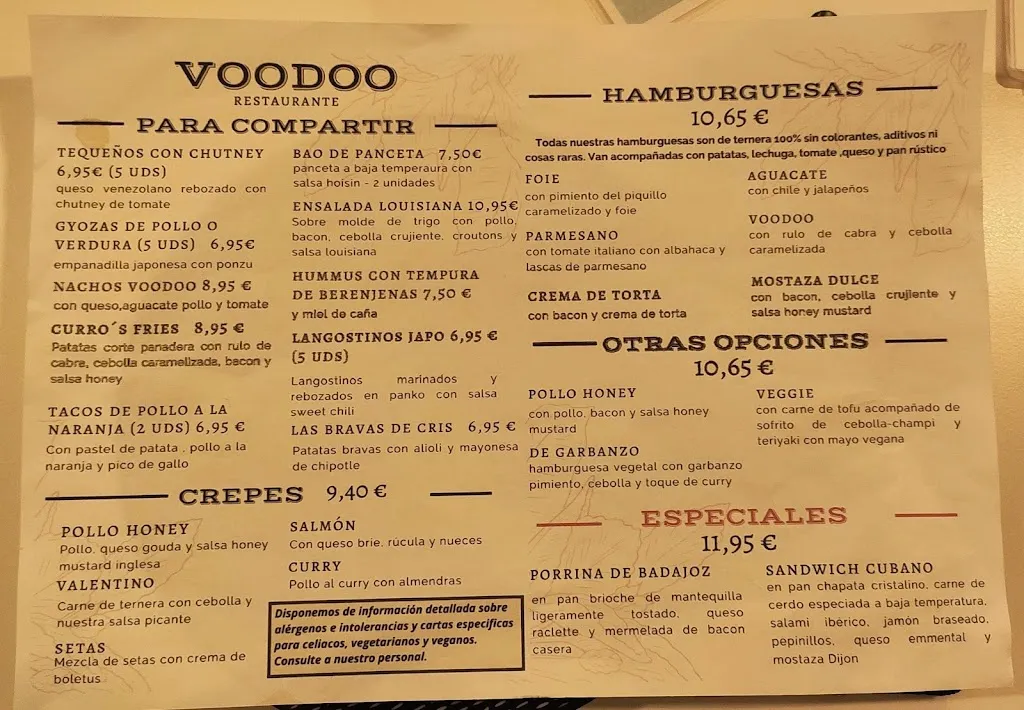 VOODOO
RESTAURANTE
PARA COMPARTIR
TEQUEÑOS CON CHUTNEY
6,95€ (5 UDS)
queso venezolano rebozado con
chutney de tomate
GYOZAS DE POLLO O
VERDURA (5 UDS) 6,95€
empanadilla japonesa con ponzu
NACHOS VOODOO 8,95 €
con queso,aguacate pollo y tomate
CURRO´S FRIES 8,95 €
Patatas corte panadera con rulo de
cabra, cebolla caramelizada, bacon y
salsa honey
TACOS DE POLLO A LA
NARANJA (2 UDS) 6,95 €
Con pastel de patata , pollo a la
naranja y pico de gallo
BAO DE PANCETA 7,50€
panceta a baja temperaura con
salsa hoisin - 2 unidades
ENSALADA LOUISIANA 10,95€
Sobre molde de trigo con pollo,
bacon, cebolla crujiente, croutons y
salsa louisiana
HUMMUS CON TEMPURA
DE BERENJENAS 7,50 €
y miel de caña
LANGOSTINOS JAPO 6,95 €
(5 UDS)
Langostinos marinados y
rebozados en panko con salsa
sweet chili
LAS BRAVAS DE CRIS 6,95 €
Patatas bravas con alioli y mayonesa
de chipotle
CREPES 9,40 €
POLLO HONEY
Pollo, queso gouda y salsa honey
mustard inglesa
VALENTINO
Carne de ternera con cebolla y
nuestra salsa picante
SETAS
Mezcla de setas con crema de
boletus
SALMÓN
Con queso brie, rúcula y nueces
CURRY
Pollo al curry con almendras
Disponemos de información detallada sobre
alérgenos e intolerancias y cartas específicas
para celiacos, vegetarianos y veganos.
Consulte a nuestro personal.
HAMBURGUESAS
10,65 €
Todas nuestras hamburguesas son de ternera 100% sin colorantes, aditivos ni
cosas raras. Van acompañadas con patatas, lechuga, tomate ,queso y pan rústico
FOIE
con pimiento del piquillo
caramelizado y foie
PARMESANO
con tomate italiano con albahaca y
lascas de parmesano
CREMA DE TORTA
con bacon y crema de torta
AGUACATE
con chile y jalapeños
VOODOO
con rulo de cabra y cebolla
caramelizada
MOSTAZA DULCE
con bacon, cebolla crujiente y
salsa honey mustard
OTRAS OPCIONES
10,65 €
POLLO HONEY
con pollo, bacon y salsa honey
mustard
DE GARBANZO
hamburguesa vegetal con garbanzo
pimiento, cebolla y toque de curry
VEGGIE
con carne de tofu acompañado de
sofrito de cebolla-champi y
teriyaki con mayo vegana
ESPECIALES
11,95 €
PORRINA DE BADAJOZ
en pan brioche de mantequilla
ligeramente tostado, queso
raclette y mermelada de bacon
casera
SANDWICH CUBANO
en pan chapata cristalino, carne de
cerdo especiada a baja temperatura,
salami ibérico, jamón braseado,
pepinillos, queso emmental y
mostaza Dijon